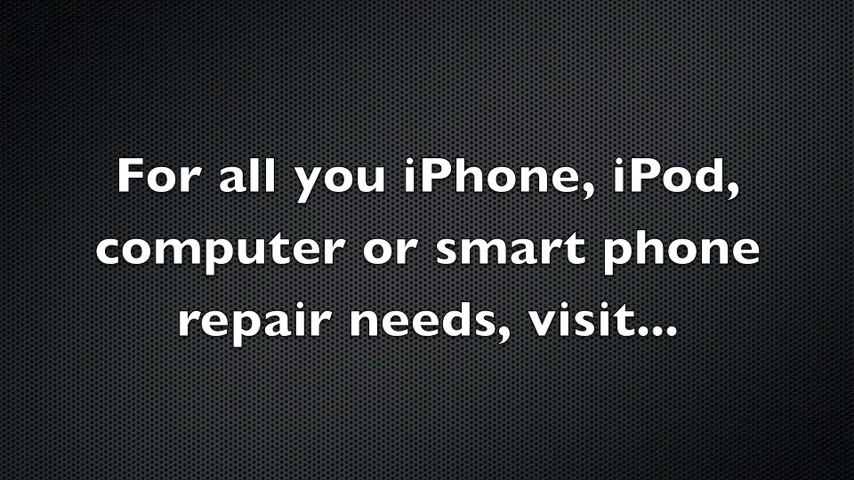 For all you iPhone, iPod,
computer or smart phone
repair needs, visit...